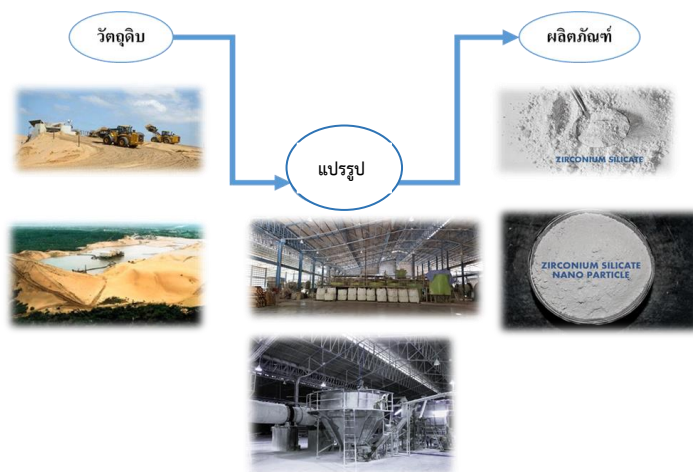 วัตถุดิบ
ผลิตภัณฑ์
แปรรูป
ZIRCONIUM SILICATE
ZIRCONIUM SILICATE
NANO PARTICLE